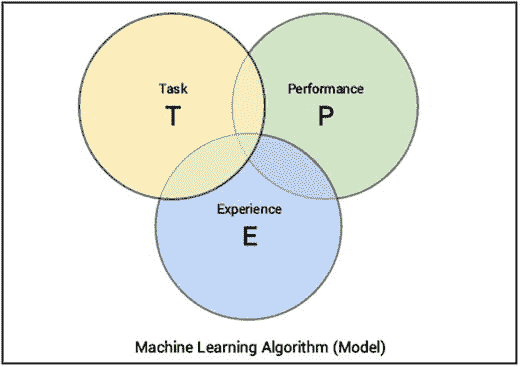 Task
T
Performance
P
Experience
E
Machine Learning Algorithm (Model)